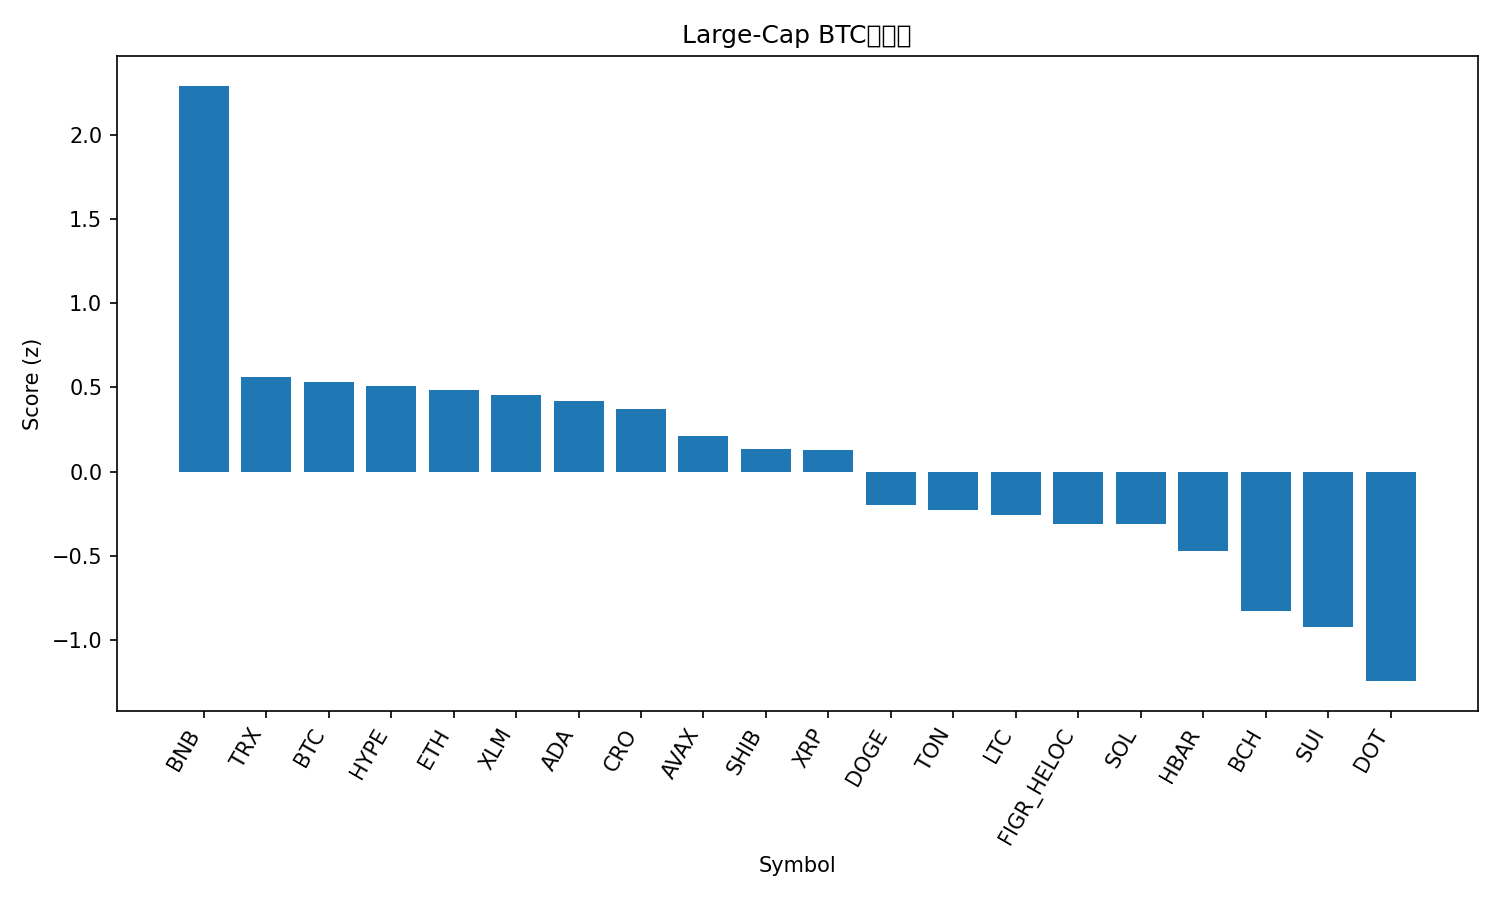 Large-Cap BTC
Score (z)
2.0
1.5
1.0
0.5
0.0
−0.5
−1.0
BNB
TRX
BTC
HYPE
ETH
XLM
ADA
CRO
AVAX
SHIB
XRP
DOGE
TON
LTC
FIGR_HELOC
SOL
HBAR
BCH
SUI
DOT
Symbol